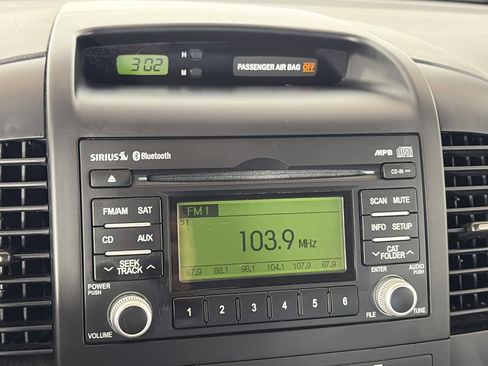 3:02
H
M
PASSENGER AIR BAG OFF
SIRIUS Bluetooth
MP3
CD-IN
FM/AM SAT
CD AUX
SEEK
TRACK
POWER
PUSH
VOLUME
FM1
ST
103.9 MHz
87.9 88.1 98.1 104.1 107.9 87.9
1 2 3 4 5 6
SCAN MUTE
INFO SETUP
CAT
FOLDER
ENTER
AUDIO
PUSH
FILE TUNE